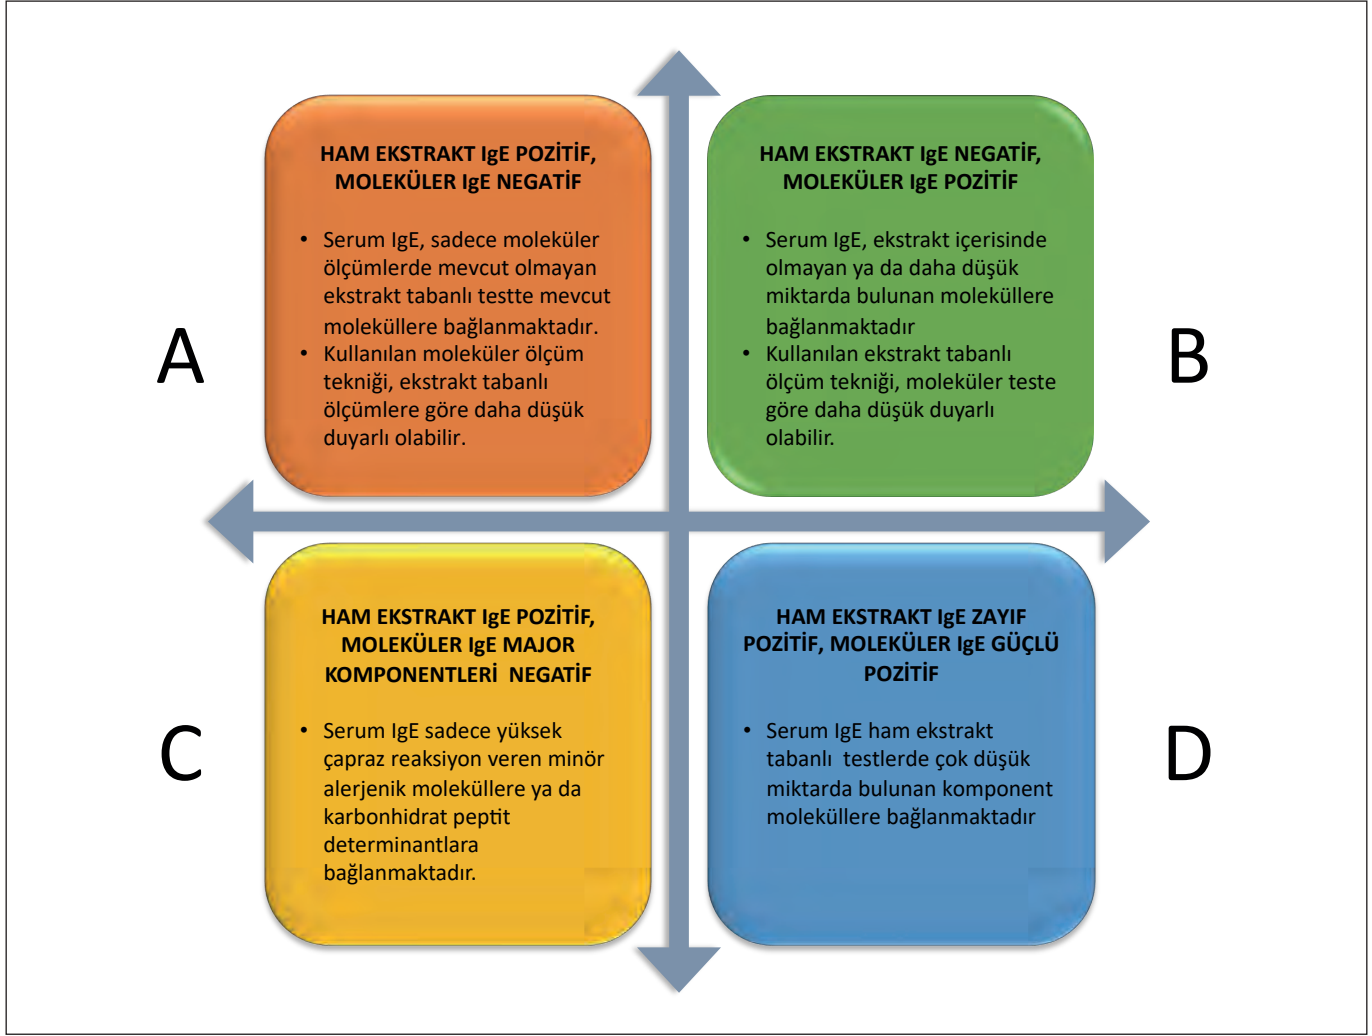 A
HAM EKSTRAKT IgE POZİTİF,
MOLEKÜLER IgE NEGATİF
• Serum IgE, sadece moleküler
ölçümlerde mevcut olmayan
ekstrakt tabanlı testte mevcut
moleküllere bağlanmaktadır.
• Kullanılan moleküler ölçüm
tekniği, ekstrakt tabanlı
ölçümlere göre daha düşük
duyarlı olabilir.
B
HAM EKSTRAKT IgE NEGATİF,
MOLEKÜLER IgE POZİTİF
• Serum IgE, ekstrakt içerisinde
olmayan ya da daha düşük
miktarda bulunan moleküllere
bağlanmaktadır
• Kullanılan ekstrakt tabanlı
ölçüm tekniği, moleküler teste
göre daha düşük duyarlı
olabilir.
C
HAM EKSTRAKT IgE POZİTİF,
MOLEKÜLER IgE MAJOR
KOMPONENTLERİ NEGATİF
• Serum IgE sadece yüksek
çapraz reaksiyon veren minör
alerjenik moleküllere ya da
karbonhidrat peptit
determinantlara
bağlanmaktadır.
D
HAM EKSTRAKT IgE ZAYIF
POZİTİF, MOLEKÜLER IgE GÜÇLÜ
POZİTİF
• Serum IgE ham ekstrakt
tabanlı testlerde çok düşük
miktarda bulunan komponent
moleküllere bağlanmaktadır